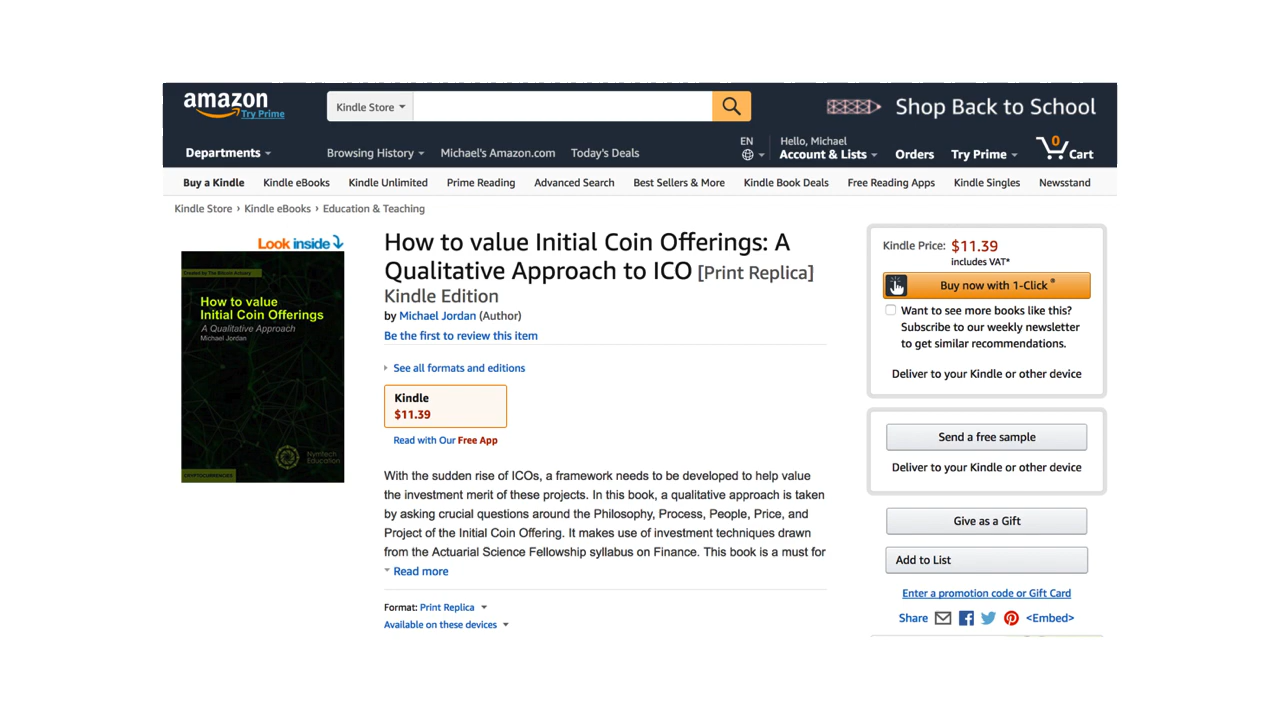 amazon
Try Prime
Kindle Store
Shop Back to School
Departments
Browsing History
Michael's Amazon.com
Today's Deals
EN
Hello, Michael
Account & Lists
Orders
Try Prime
0
Cart
Buy a Kindle
Kindle eBooks
Kindle Unlimited
Prime Reading
Advanced Search
Best Sellers & More
Kindle Book Deals
Free Reading Apps
Kindle Singles
Newsstand
Kindle Store › Kindle eBooks › Education & Teaching
Look inside
Created by The Bitcoin Actuary
How to value
Initial Coin Offerings
A Qualitative Approach
Michael Jordan
Nymtech
Education
CRYPTOCURRENCIES
How to value Initial Coin Offerings: A
Qualitative Approach to ICO [Print Replica]
Kindle Edition
by Michael Jordan (Author)
Be the first to review this item
See all formats and editions
Kindle
$11.39
Read with Our Free App
With the sudden rise of ICOs, a framework needs to be developed to help value
the investment merit of these projects. In this book, a qualitative approach is taken
by asking crucial questions around the Philosophy, Process, People, Price, and
Project of the Initial Coin Offering. It makes use of investment techniques drawn
from the Actuarial Science Fellowship syllabus on Finance. This book is a must for
Read more
Format: Print Replica
Available on these devices
Kindle Price: $11.39
includes VAT*
Buy now with 1-Click ®
Want to see more books like this?
Subscribe to our weekly newsletter
to get similar recommendations.
Deliver to your Kindle or other device
Send a free sample
Deliver to your Kindle or other device
Give as a Gift
Add to List
Enter a promotion code or Gift Card
Share <Embed>